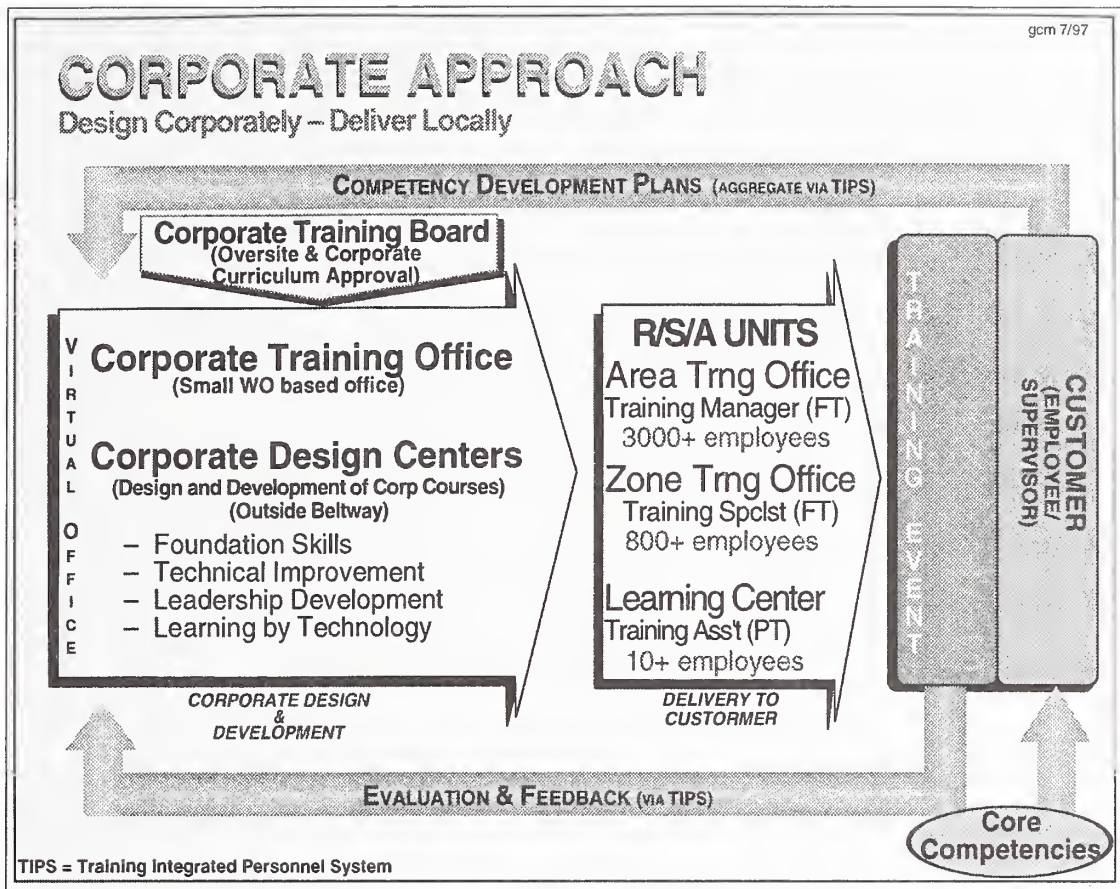 gcm 7/97
CORPORATE APPROACH
Design Corporately – Deliver Locally
COMPETENCY DEVELOPMENT PLANS (AGGREGATE VIA TIPS)
Corporate Training Board
(Oversite & Corporate
Curriculum Approval)
VIRTUAL OFFICE
Corporate Training Office
(Small WO based office)
Corporate Design Centers
(Design and Development of Corp Courses)
(Outside Beltway)
– Foundation Skills
– Technical Improvement
– Leadership Development
– Learning by Technology
CORPORATE DESIGN
&
DEVELOPMENT
R/S/A UNITS
Area Trng Office
Training Manager (FT)
3000+ employees
Zone Trng Office
Training Spclst (FT)
800+ employees
Learning Center
Training Ass't (PT)
10+ employees
DELIVERY TO
CUSTORMER
TRAINING EVENT
CUSTOMER
(EMPLOYEE/
SUPERVISOR)
EVALUATION & FEEDBACK (VIA TIPS)
Core
Competencies
TIPS = Training Integrated Personnel System